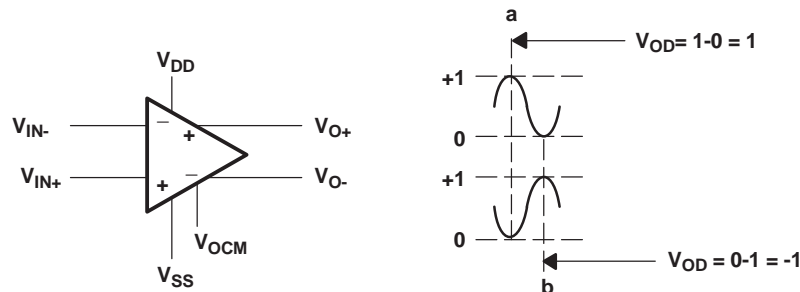 V_DD
V_IN-
V_IN+
−
+
+
−
V_O+
V_O-
V_OCM
V_SS
a
V_OD= 1-0 = 1
+1
0
+1
0
V_OD = 0-1 = -1
b